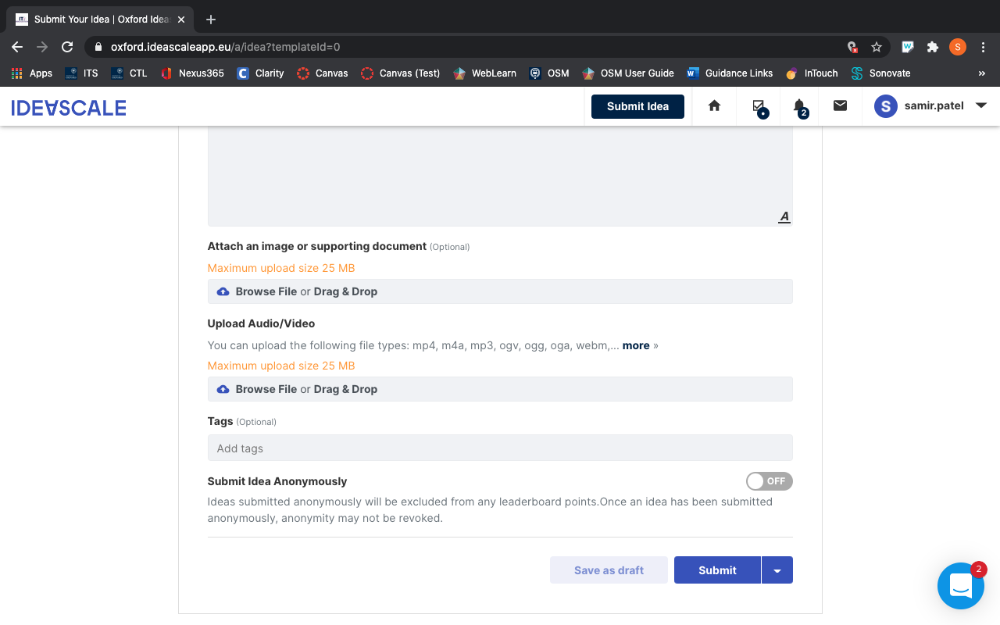 Submit Your Idea | Oxford Idea
oxford.ideascaleapp.eu/a/idea?templateId=0
S
Apps ITS CTL Nexus365 Clarity Canvas Canvas (Test) WebLearn OSM OSM User Guide Guidance Links InTouch Sonovate »
IDEASCALE Submit Idea 2 S samir.patel
A
Attach an image or supporting document (Optional)
Maximum upload size 25 MB
Browse File or Drag & Drop
Upload Audio/Video
You can upload the following file types: mp4, m4a, mp3, ogv, ogg, oga, webm,... more »
Maximum upload size 25 MB
Browse File or Drag & Drop
Tags (Optional)
Add tags
Submit Idea Anonymously OFF
Ideas submitted anonymously will be excluded from any leaderboard points.Once an idea has been submitted
anonymously, anonymity may not be revoked.
Save as draft Submit
2